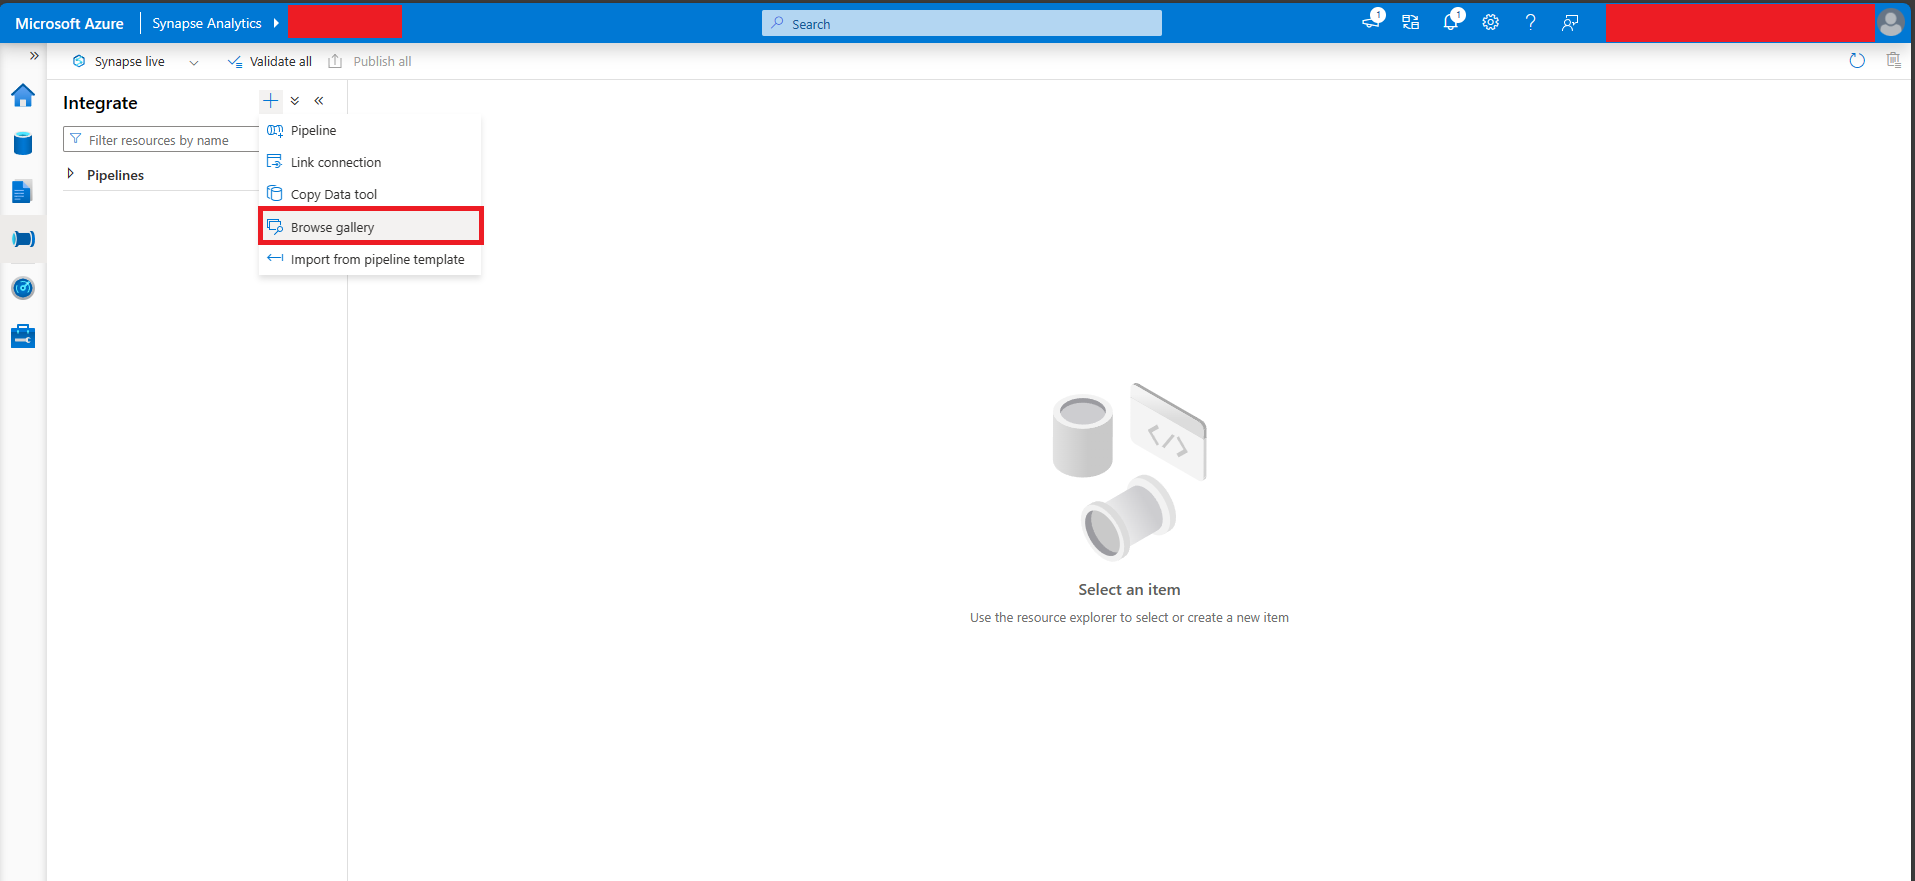 Microsoft Azure
Synapse Analytics
Search
1
1
Synapse live
Validate all
Publish all
Integrate
Filter resources by name
Pipelines
Pipeline
Link connection
Copy Data tool
Browse gallery
Import from pipeline template
</>
Select an item
Use the resource explorer to select or create a new item